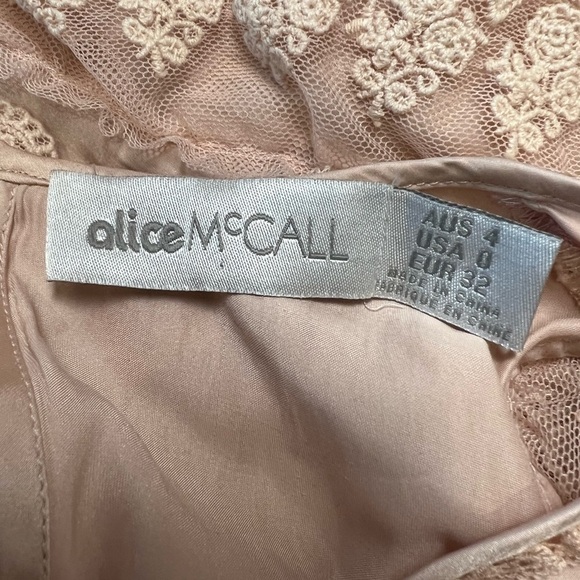 alice McCALL
AUS 4
USA 0
EUR 32
MADE IN CHINA
FABRIQUE EN CHINE